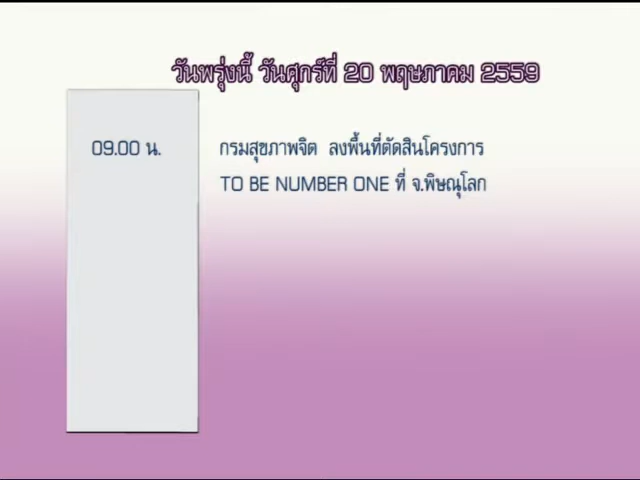 วันพรุ่งนี้ วันศุกร์ที่ 20 พฤษภาคม 2559
09.00 น. กรมสุขภาพจิต ลงพื้นที่ตัดสินโครงการ
TO BE NUMBER ONE ที่ จ.พิษณุโลก